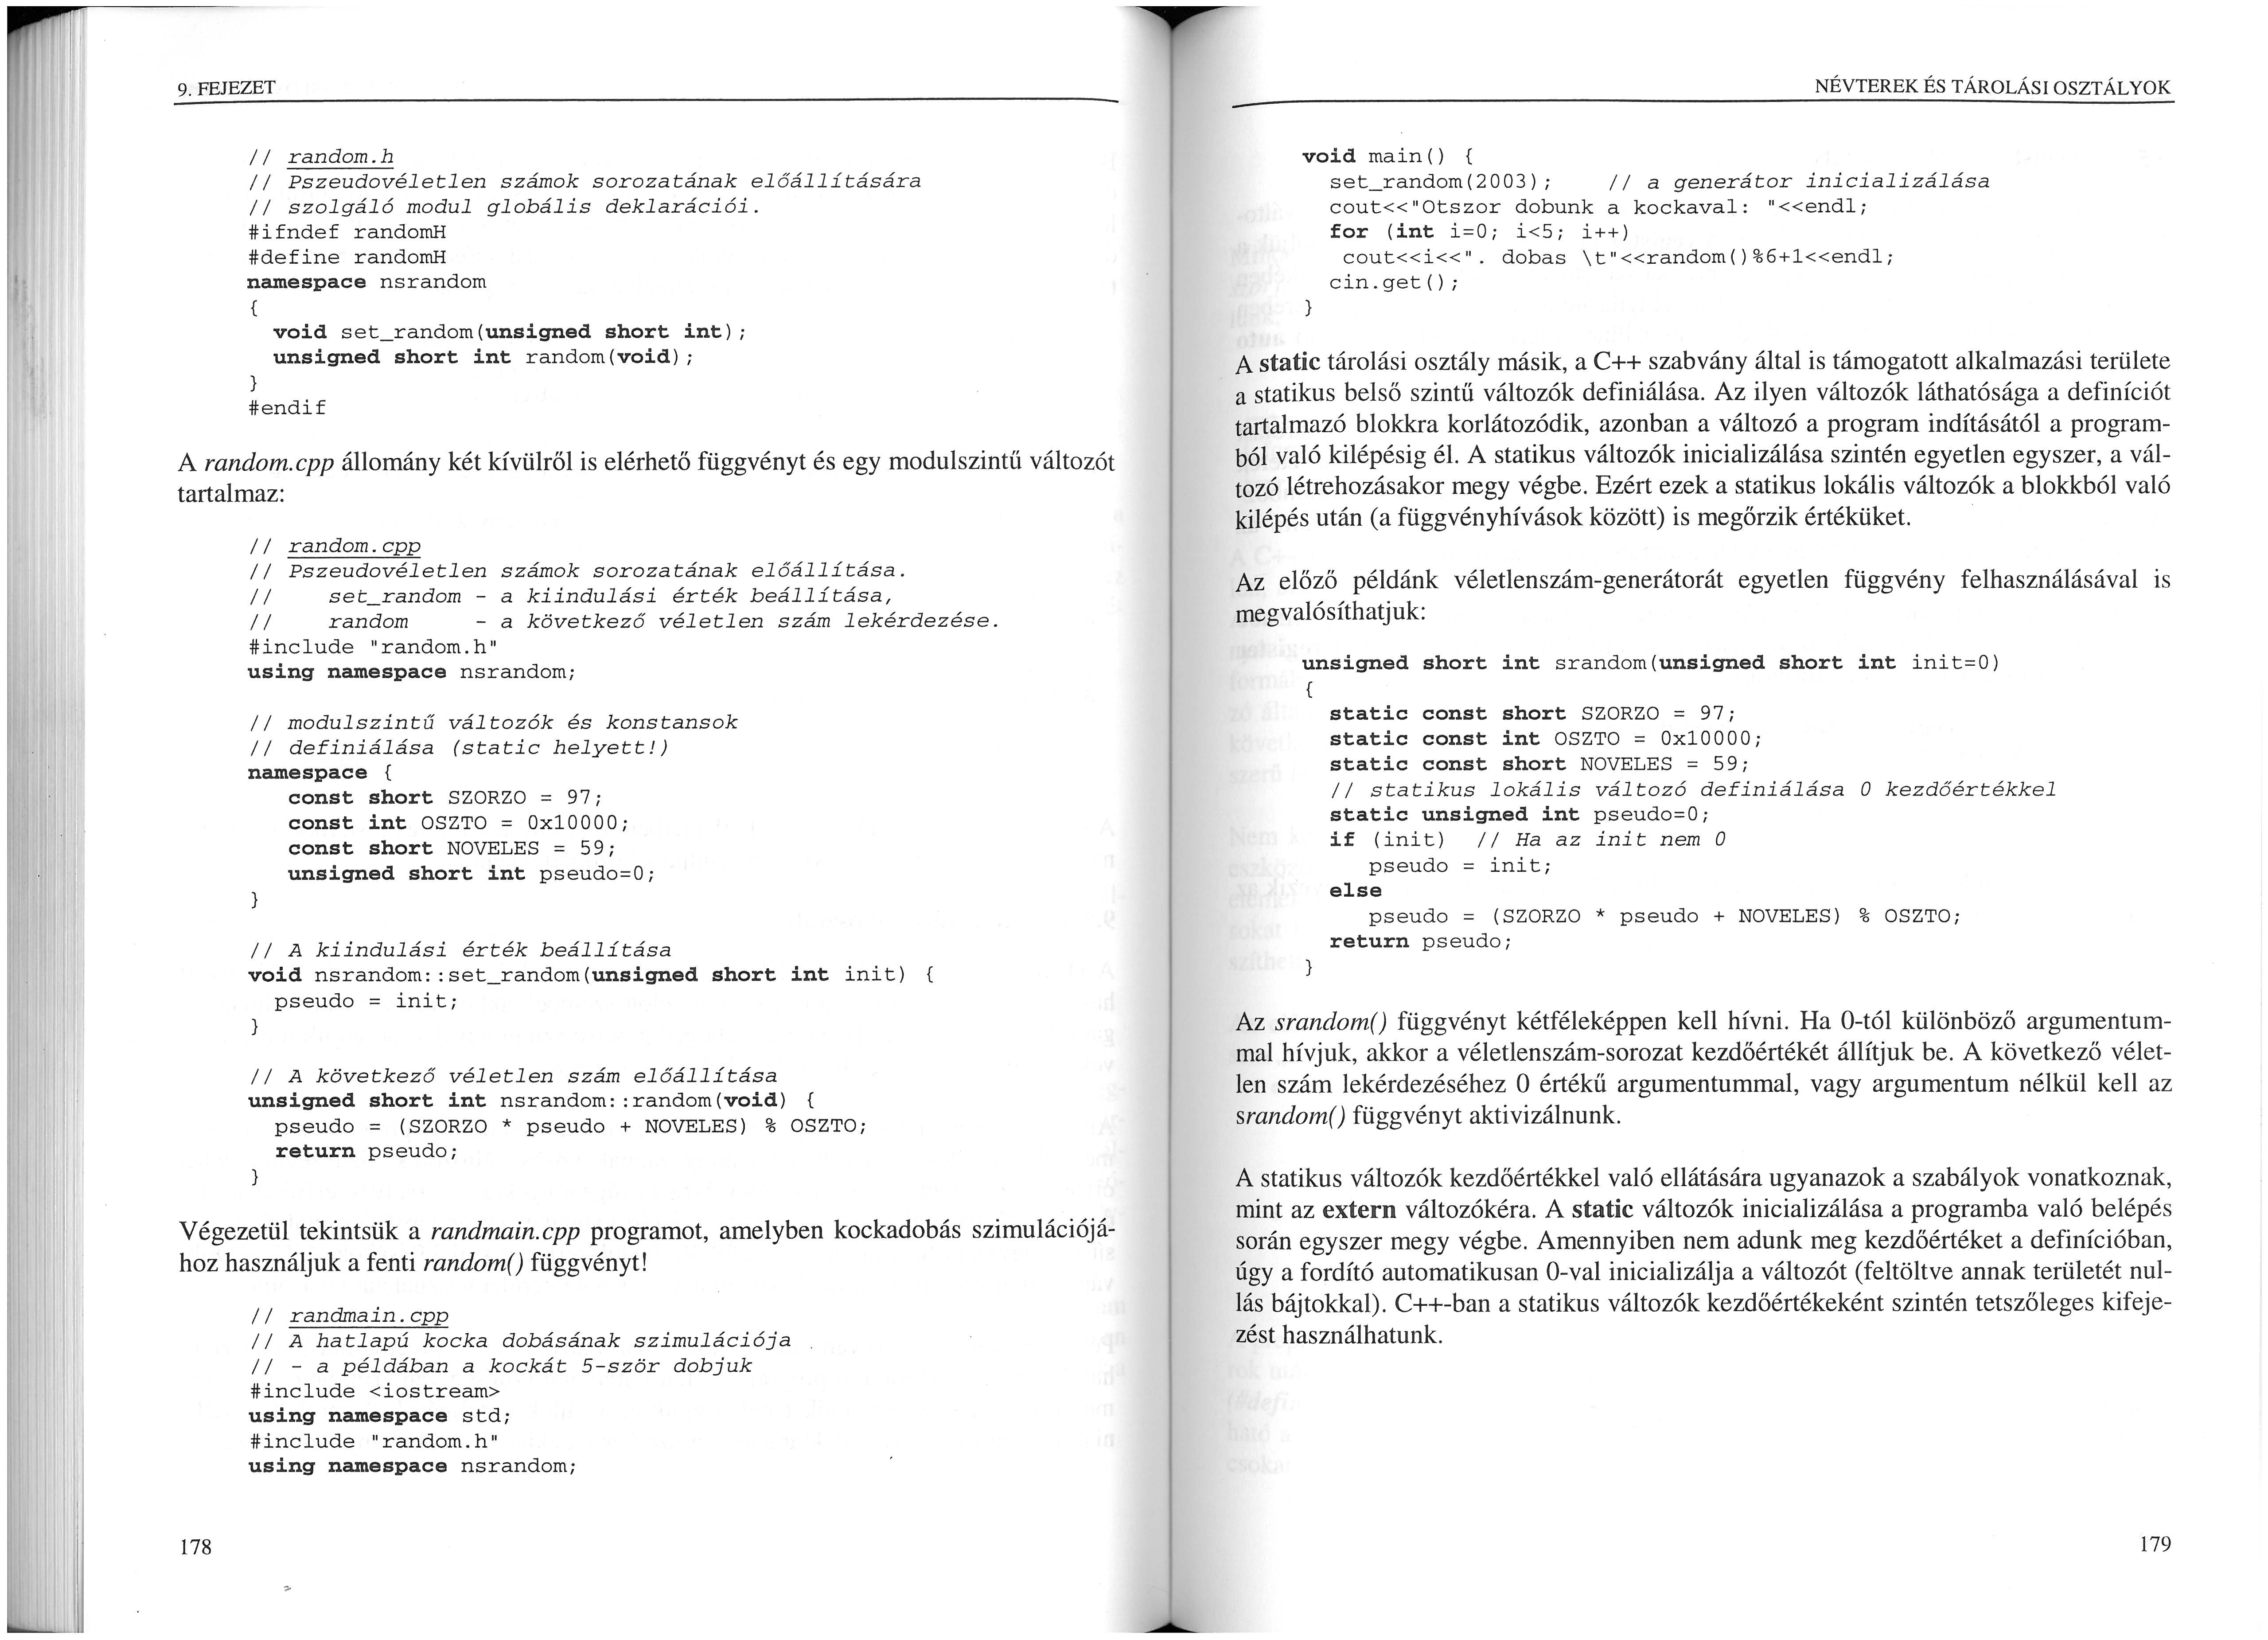 9. FEJEZET
// random.h
// Pszeudovéletlen számok sorozatának előállítására
// szolgáló modul globális deklarációi.
#ifndef randomH
#define randomH
namespace nsrandom
{
  void set_random(unsigned short int);
  unsigned short int random(void);
}
#endif
A random.cpp állomány két kívülről is elérhető függvényt és egy modulszintű változót
tartalmaz:
// random.cpp
// Pszeudovéletlen számok sorozatának előállítása.
//    set_random - a kiindulási érték beállítása,
//    random     - a következő véletlen szám lekérdezése.
#include "random.h"
using namespace nsrandom;
// modulszintű változók és konstansok
// definiálása (static helyett!)
namespace {
   const short SZORZO = 97;
   const int OSZTO = 0x10000;
   const short NOVELES = 59;
   unsigned short int pseudo=0;
}
// A kiindulási érték beállítása
void nsrandom::set_random(unsigned short int init) {
  pseudo = init;
}
// A következő véletlen szám előállítása
unsigned short int nsrandom::random(void) {
  pseudo = (SZORZO * pseudo + NOVELES) % OSZTO;
  return pseudo;
}
Végezetül tekintsük a randmain.cpp programot, amelyben kockadobás szimulációjá-
hoz használjuk a fenti random() függvényt!
// randmain.cpp
// A hatlapú kocka dobásának szimulációja
// - a példában a kockát 5-ször dobjuk
#include <iostream>
using namespace std;
#include "random.h"
using namespace nsrandom;
178
NÉVTEREK ÉS TÁROLÁSI OSZTÁLYOK
void main() {
  set_random(2003);    // a generátor inicializálása
  cout<<"Otszor dobunk a kockaval: "<<endl;
  for (int i=0; i<5; i++)
   cout<<i<<". dobas \t"<<random()%6+1<<endl;
  cin.get();
}
A static tárolási osztály másik, a C++ szabvány által is támogatott alkalmazási területe
a statikus belső szintű változók definiálása. Az ilyen változók láthatósága a definíciót
tartalmazó blokkra korlátozódik, azonban a változó a program indításától a program-
ból való kilépésig él. A statikus változók inicializálása szintén egyetlen egyszer, a vál-
tozó létrehozásakor megy végbe. Ezért ezek a statikus lokális változók a blokkból való
kilépés után (a függvényhívások között) is megőrzik értéküket.
Az előző példánk véletlenszám-generátorát egyetlen függvény felhasználásával is
megvalósíthatjuk:
unsigned short int srandom(unsigned short int init=0)
{
  static const short SZORZO = 97;
  static const int OSZTO = 0x10000;
  static const short NOVELES = 59;
  // statikus lokális változó definiálása 0 kezdőértékkel
  static unsigned int pseudo=0;
  if (init)  // Ha az init nem 0
     pseudo = init;
  else
     pseudo = (SZORZO * pseudo + NOVELES) % OSZTO;
  return pseudo;
}
Az srandom() függvényt kétféleképpen kell hívni. Ha 0-tól különböző argumentum-
mal hívjuk, akkor a véletlenszám-sorozat kezdőértékét állítjuk be. A következő vélet-
len szám lekérdezéséhez 0 értékű argumentummal, vagy argumentum nélkül kell az
srandom() függvényt aktivizálnunk.
A statikus változók kezdőértékkel való ellátására ugyanazok a szabályok vonatkoznak,
mint az extern változókéra. A static változók inicializálása a programba való belépés
során egyszer megy végbe. Amennyiben nem adunk meg kezdőértéket a definícióban,
úgy a fordító automatikusan 0-val inicializálja a változót (feltöltve annak területét nul-
lás bájtokkal). C++-ban a statikus változók kezdőértékeként szintén tetszőleges kifeje-
zést használhatunk.
179